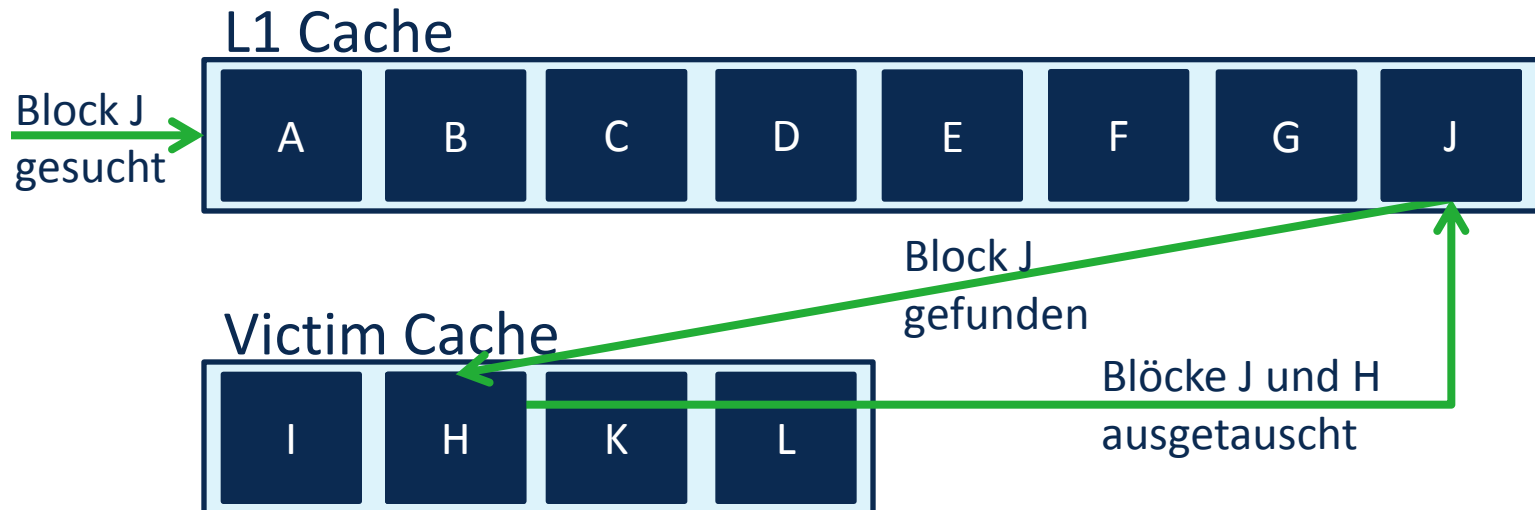 L1 Cache
Block J
gesucht
A B C D E F G J
Block J
gefunden
Victim Cache
Blöcke J und H
ausgetauscht
I H K L